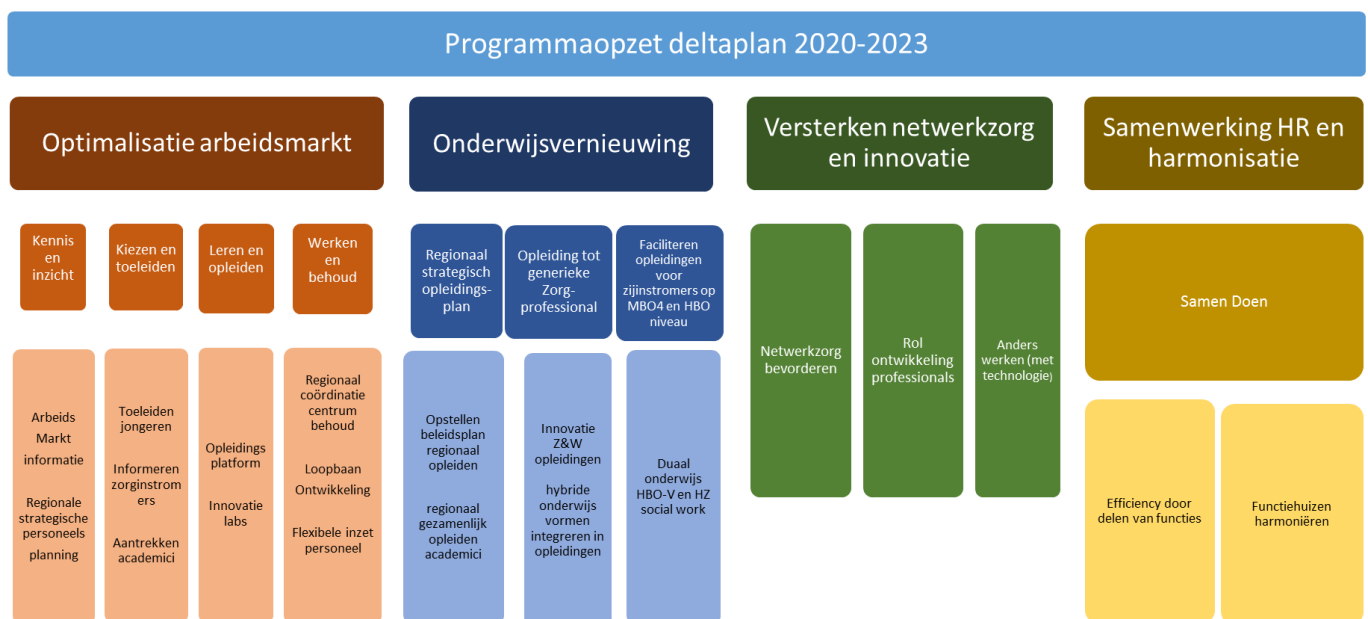 Programmaopzet deltaplan 2020-2023
Optimalisatie arbeidsmarkt
Onderwijsvernieuwing
Versterken netwerkzorg
en innovatie
Samenwerking HR en
harmonisatie
Kennis
en
inzicht
Kiezen en
toeleiden
Leren en
opleiden
Werken
en
behoud
Regionaal
strategisch
opleidings-
plan
Opleiding tot
generieke
Zorg-
professional
Faciliteren
opleidingen
voor
zijinstromers op
MBO4 en HBO
niveau
Netwerkzorg
bevorderen
Rol
ontwikkeling
professionals
Anders
werken (met
technologie)
Samen Doen
Arbeids
Markt
informatie
Regionale
strategische
personeels
planning
Toeleiden
jongeren
Informeren
zorginstrom
ers
Aantrekken
academici
Opleidings
platform
Innovatie
labs
Regionaal
coördinatie
centrum
behoud
Loopbaan
Ontwikkeling
Flexibele inzet
personeel
Opstellen
beleidsplan
regionaal
opleiden
regionaal
gezamenlijk
opleiden
academici
Innovatie
Z&W
opleidingen
hybride
onderwijs
vormen
integreren in
opleidingen
Duaal
onderwijs
HBO-V en HZ
social work
Efficiency door
delen van functies
Functiehuizen
harmoniëren